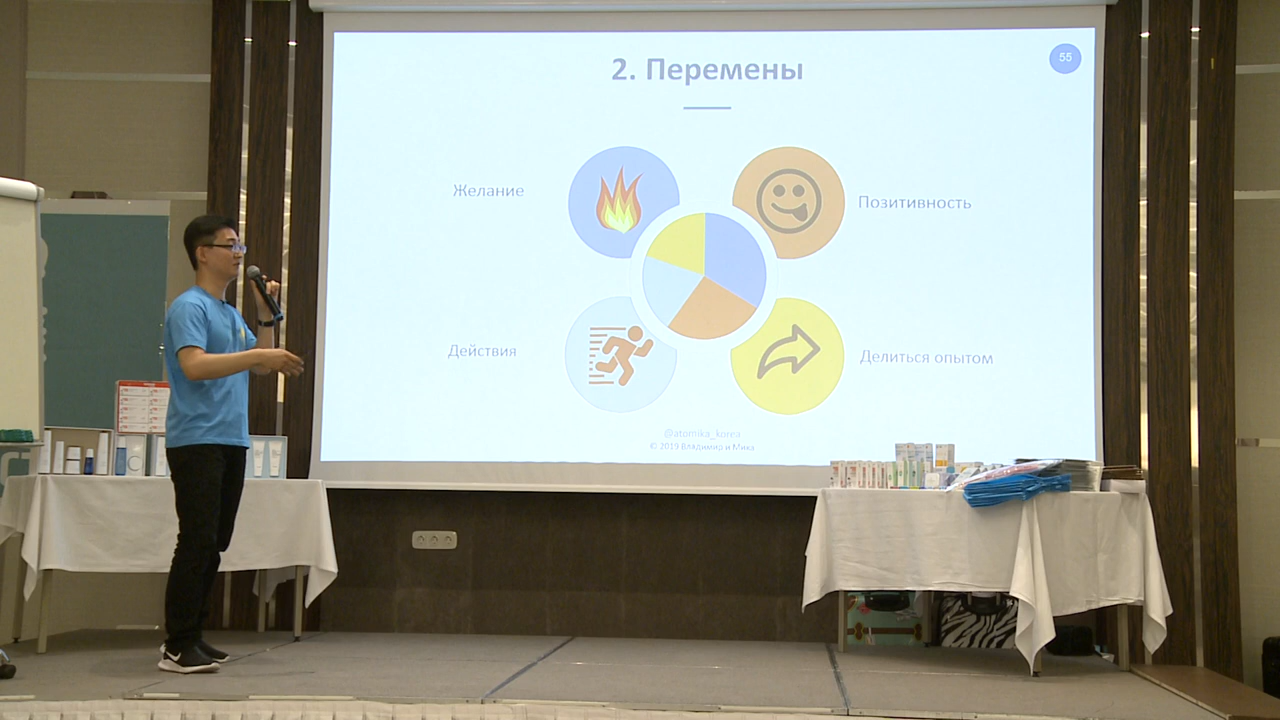 2. Перемены
55
Желание
Позитивность
Действия
Делиться опытом
@atomika_korea
© 2019 Владимир и Мика